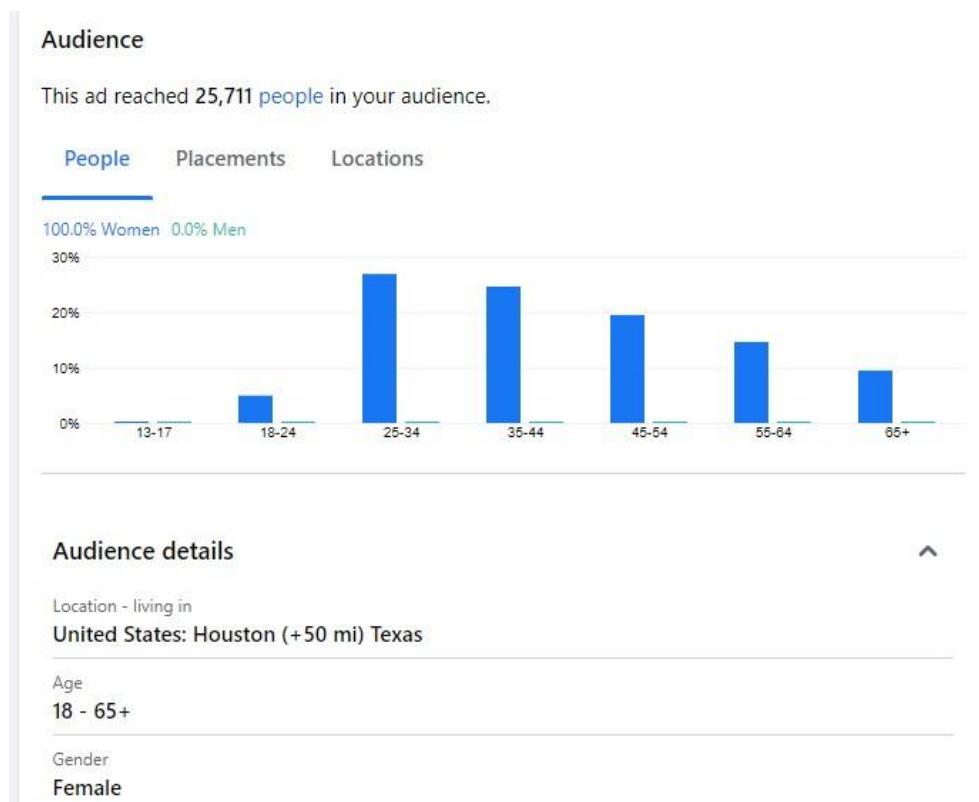 Audience
This ad reached 25,711 people in your audience.
People Placements Locations
100.0% Women 0.0% Men
30%
20%
10%
0%
13-17 18-24 25-34 35-44 45-54 55-64 65+
Audience details
Location - living in
United States: Houston (+50 mi) Texas
Age
18 - 65+
Gender
Female